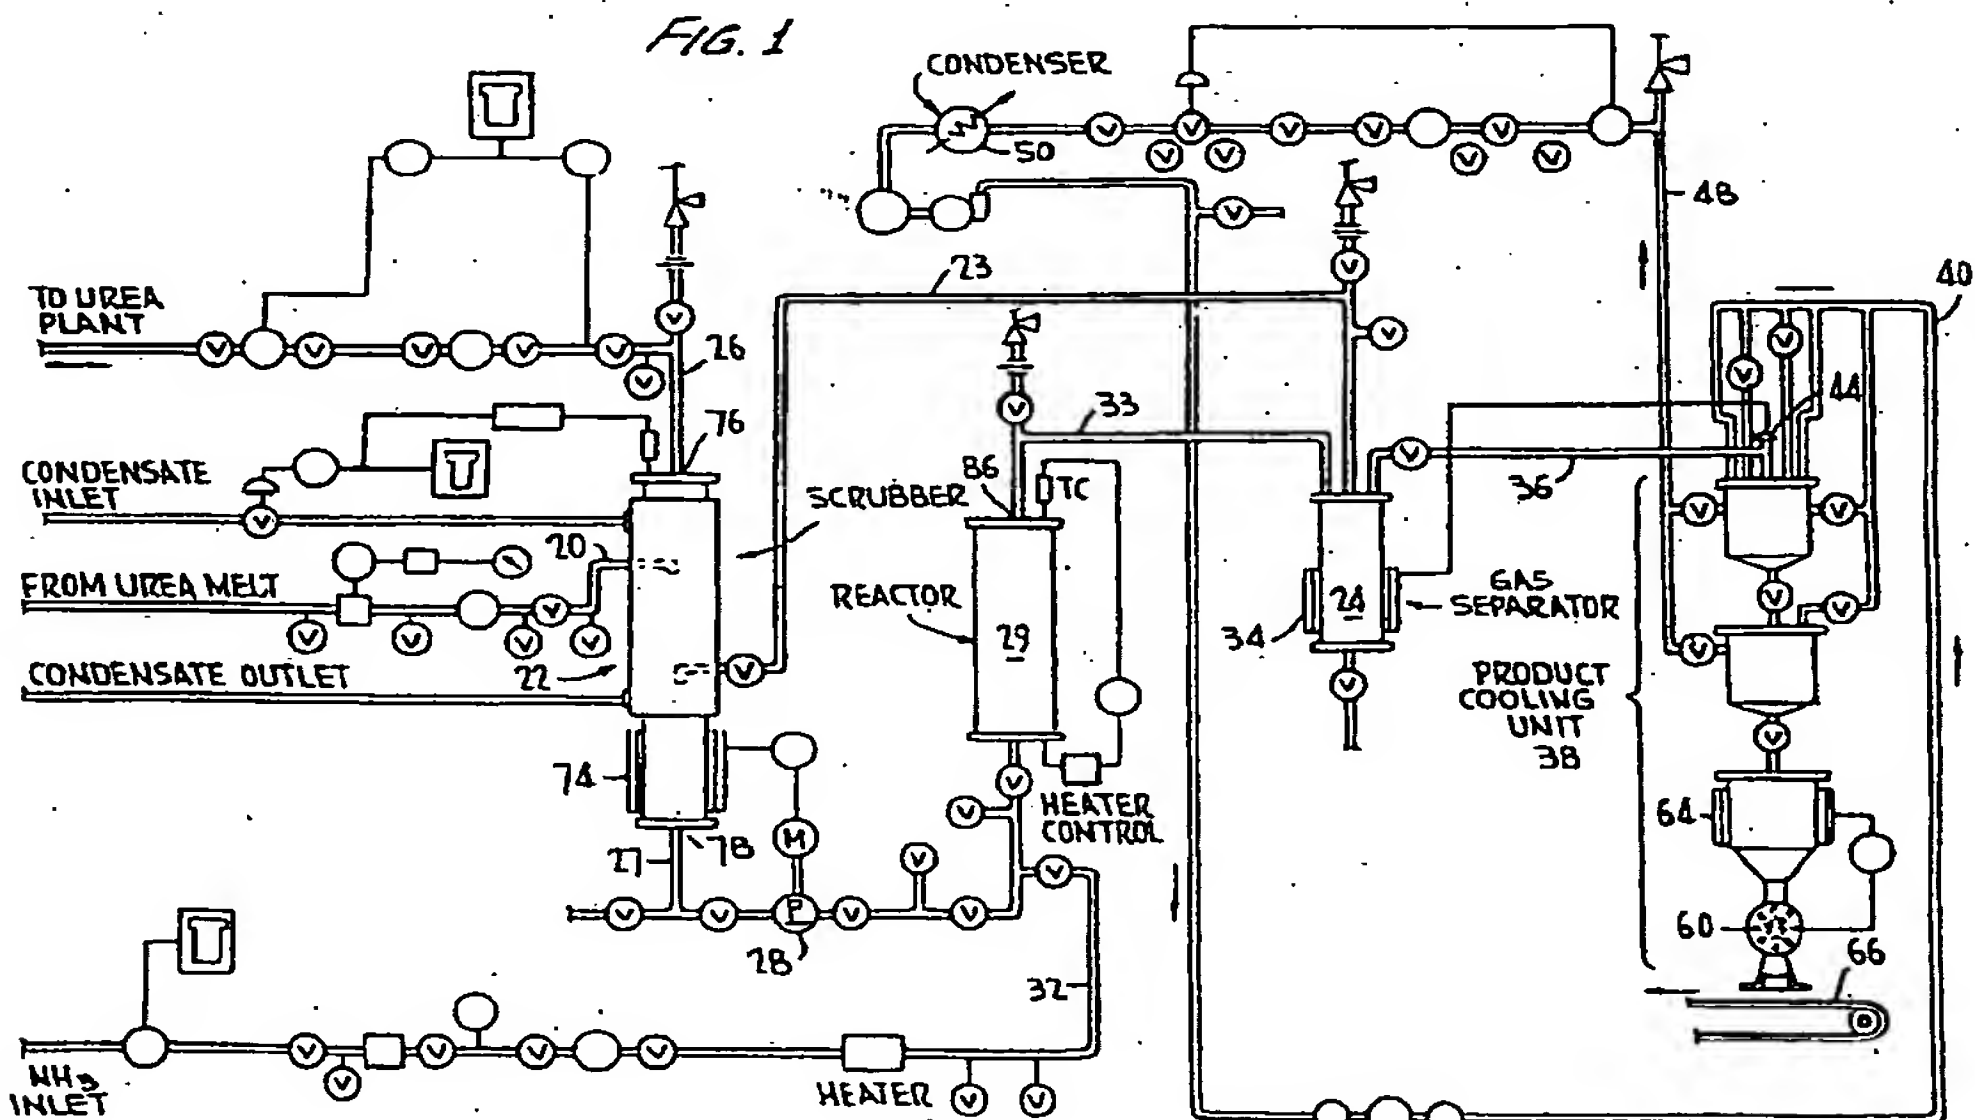 FIG. 1
CONDENSER
50
48
TO UREA
PLANT
26
23
40
33
44
76
CONDENSATE
INLET
SCRUBBER
86
TC
36
20
FROM UREA MELT
REACTOR
29
24
GAS
SEPARATOR
34
CONDENSATE OUTLET
22
PRODUCT
COOLING
UNIT
38
74
HEATER
CONTROL
64
27
78
M
P
28
60
66
32
NH3
INLET
HEATER
V V V V V V V V V V
V V V V V
V
V V V V V V
V V V V V V
V V V V V V V V
V V V V V V V V
V V V V V V V V
V V V V V V